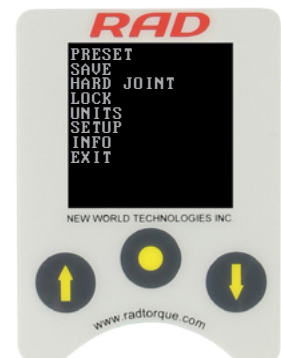 RAD
PRESET
SAVE
HARD JOINT
LOCK
UNITS
SETUP
INFO
EXIT
NEW WORLD TECHNOLOGIES INC.
www.radtorque.com